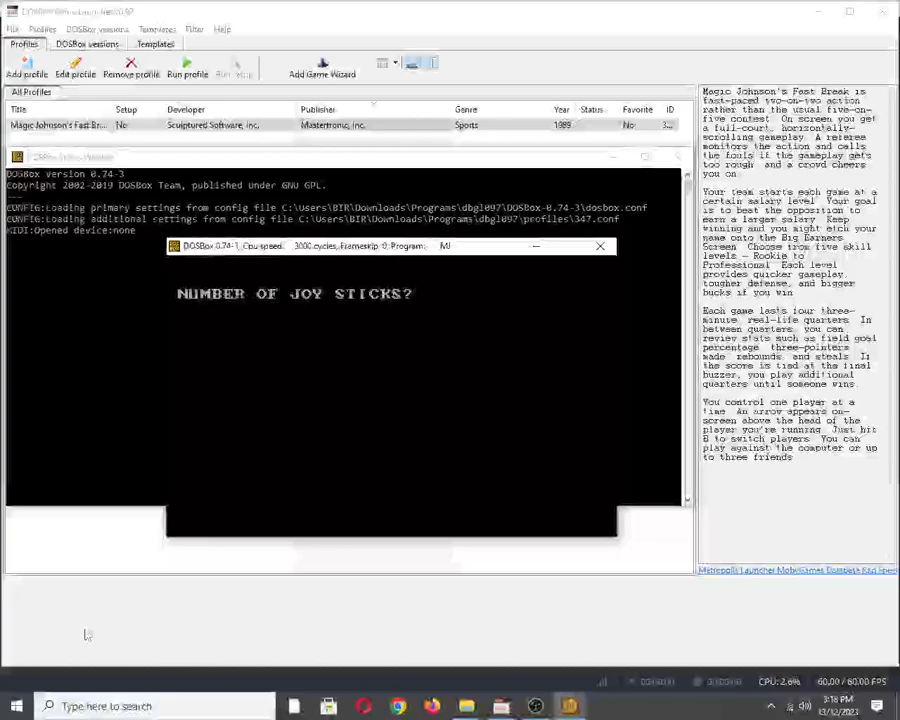 File Profiles DOSBox versions Templates Filter Help
Profiles DOSBox versions Templates
Add profile Edit profile Remove profile Run profile Add Game Wizard
All Profiles
Title Setup Developer Publisher Genre Year Status Favorite ID
Magic Johnson's Fast Br... No Sculptured Software, Inc. Mastertronic, Inc. Sports 1989 No 3...
DOSBox version 0.74-3
Copyright 2002-2019 DOSBox Team, published under GNU GPL.
---
CONFIG:Loading primary settings from config file C:\Users\BIR\Downloads\Programs\dbgl097\DOSBox-0.74-3\dosbox.conf
CONFIG:Loading additional settings from config file C:\Users\BIR\Downloads\Programs\dbgl097\profiles\347.conf
MIDI:Opened device:none
DOSBox 0.74-3, Cpu speed: 3000 cycles, Frameskip 0, Program: MJ
NUMBER OF JOY STICKS?
Magic Johnson's Fast Break is
fast-paced two-on-two action
rather than the usual five-on-
five contest. On screen you get
a full-court, horizontally-
scrolling gameplay. A referee
monitors the action and calls
the fouls if the gameplay gets
too rough and a crowd cheers
you on
Your team starts each game at a
certain salary level. Your goal
is to beat the opposition to
earn a larger salary. Keep
winning and you might etch your
name onto the Big Earners
Screen. Choose from five skill
levels - Rookie to
Professional. Each level
provides quicker gameplay,
tougher defense, and bigger
bucks if you win
Each game lasts four three-
minute real-life quarters. In
between quarters, you can
review stats such as field goal
percentage three-pointers
made rebounds and steals. If
the score is tied at the final
buzzer, you play additional
quarters until someone wins.
You control one player at a
time. An arrow appears on-
screen above the head of the
player you're running. Just hit
B to switch players. You can
play against the computer or up
to three friends
Metropolis Launcher MobyGames
CPU: 2.6% 60.00 / 60.00 FPS
Type here to search
3:18 PM
13/12/2023